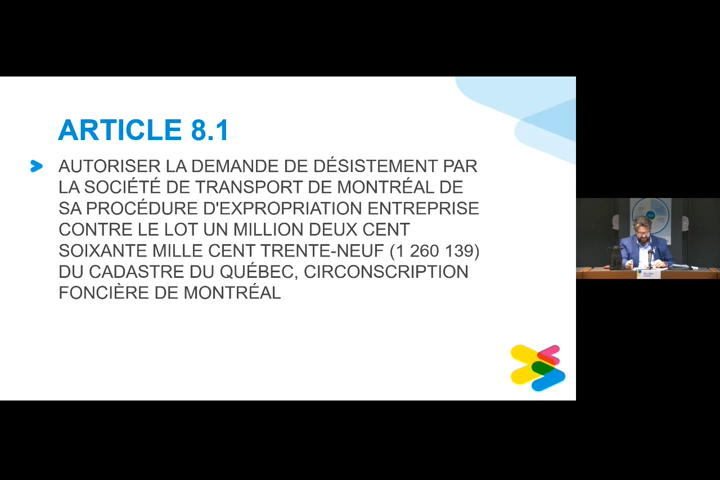 ARTICLE 8.1
AUTORISER LA DEMANDE DE DÉSISTEMENT PAR
LA SOCIÉTÉ DE TRANSPORT DE MONTRÉAL DE
SA PROCÉDURE D'EXPROPRIATION ENTREPRISE
CONTRE LE LOT UN MILLION DEUX CENT
SOIXANTE MILLE CENT TRENTE-NEUF (1 260 139)
DU CADASTRE DU QUÉBEC, CIRCONSCRIPTION
FONCIÈRE DE MONTRÉAL